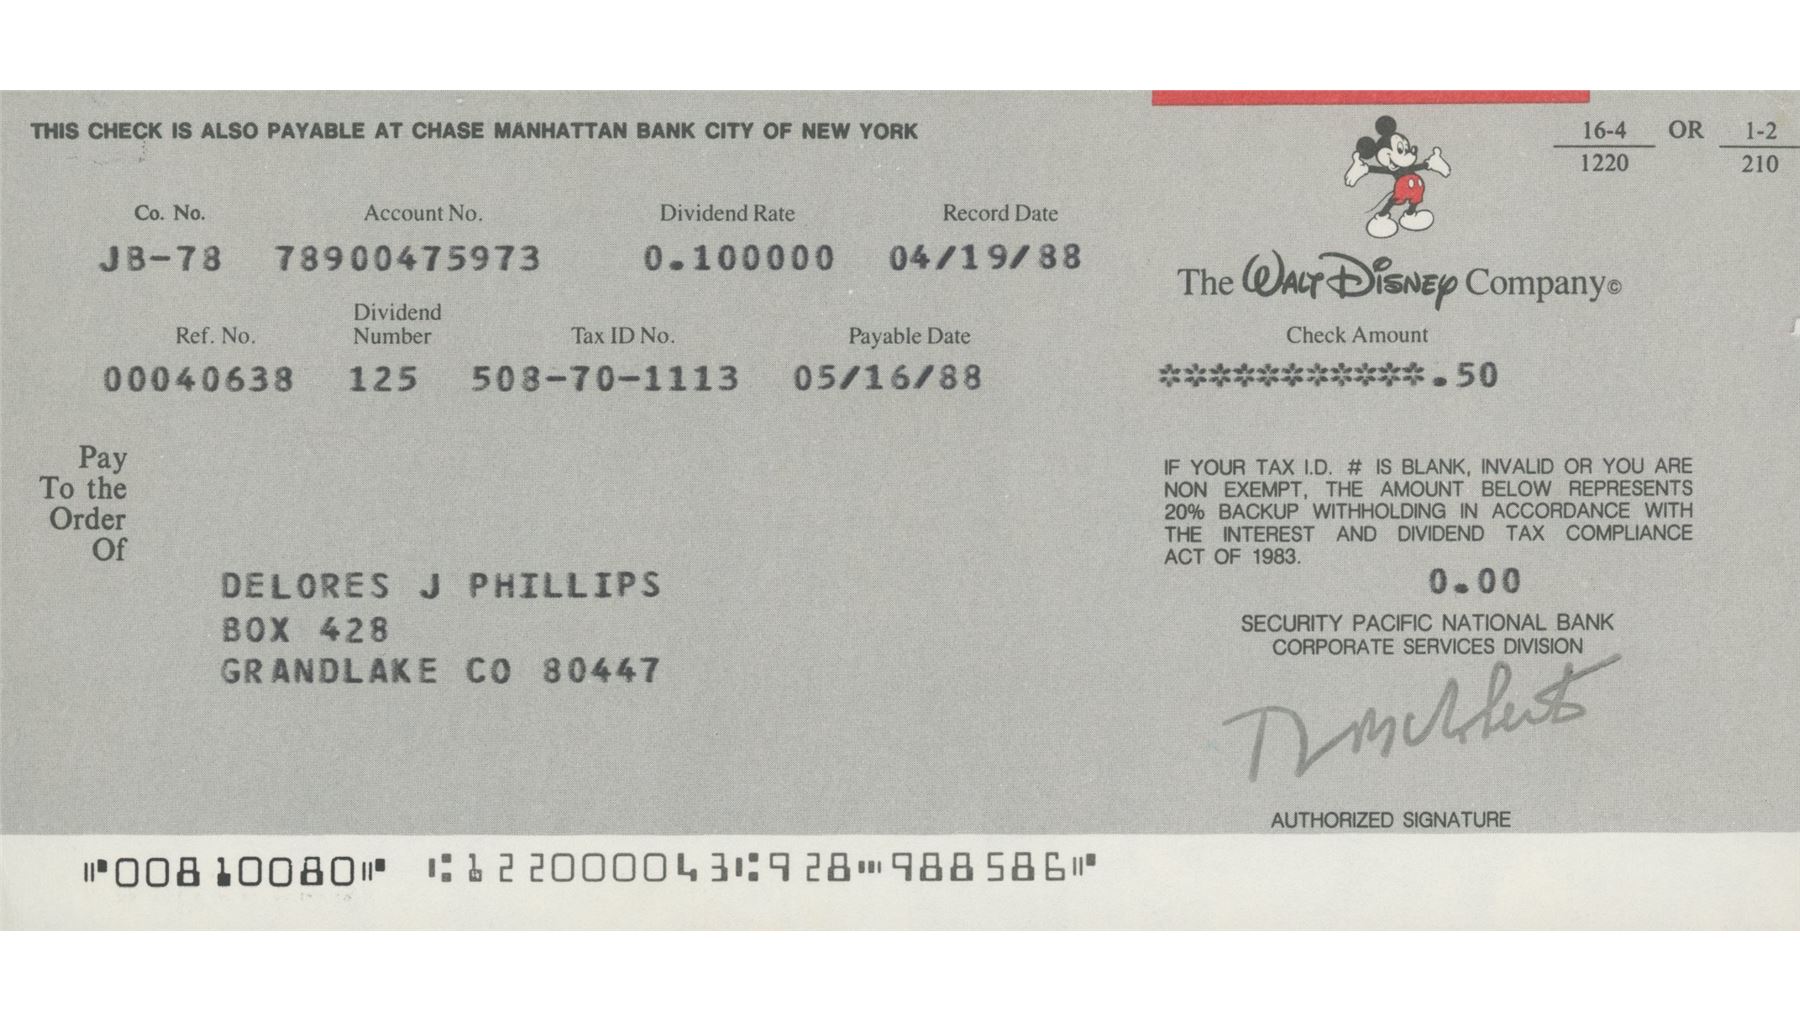 THIS CHECK IS ALSO PAYABLE AT CHASE MANHATTAN BANK CITY OF NEW YORK
16-4 OR 1-2
1220 210
Co. No. Account No. Dividend Rate Record Date
JB-78 78900475973 0.100000 04/19/88
The WALT DISNEY Company©
Ref. No. Dividend Number Tax ID No. Payable Date Check Amount
00040638 125 508-70-1113 05/16/88 ***********.50
Pay
To the
Order
Of
DELORES J PHILLIPS
BOX 428
GRANDLAKE CO 80447
IF YOUR TAX I.D. # IS BLANK, INVALID OR YOU ARE
NON EXEMPT, THE AMOUNT BELOW REPRESENTS
20% BACKUP WITHHOLDING IN ACCORDANCE WITH
THE INTEREST AND DIVIDEND TAX COMPLIANCE
ACT OF 1983.
0.00
SECURITY PACIFIC NATIONAL BANK
CORPORATE SERVICES DIVISION
AUTHORIZED SIGNATURE
⑈00810080⑈ ⑆122000043⑆928⑉988586⑈